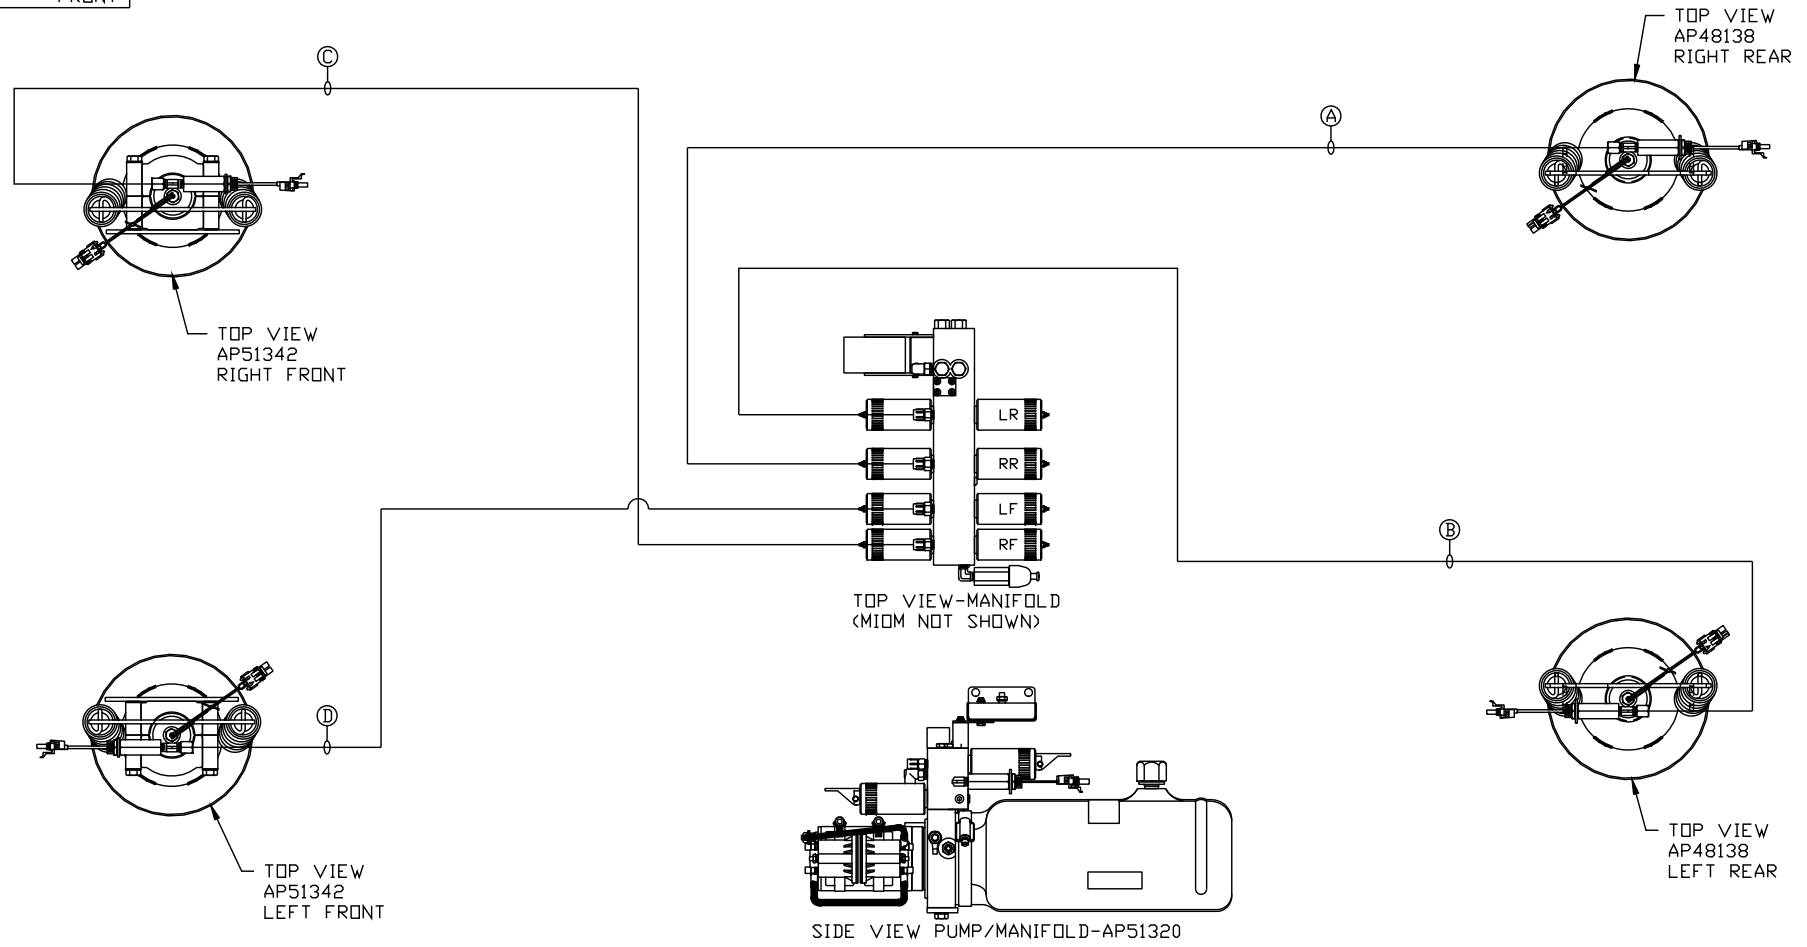 FRONT
C
A
TOP VIEW
AP48138
RIGHT REAR
TOP VIEW
AP51342
RIGHT FRONT
LR
RR
LF
RF
B
TOP VIEW-MANIFOLD
(MIOM NOT SHOWN)
D
TOP VIEW
AP51342
LEFT FRONT
TOP VIEW
AP48138
LEFT REAR
SIDE VIEW PUMP/MANIFOLD-AP51320